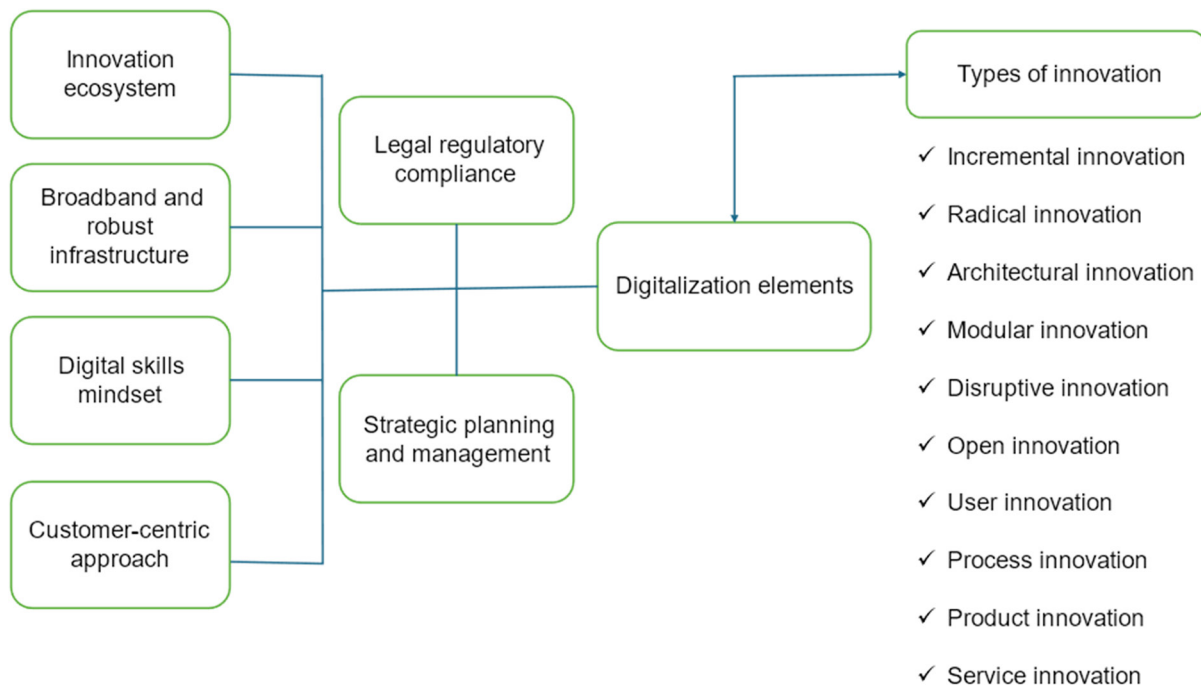 Innovation
ecosystem
Broadband and
robust
infrastructure
Digital skills
mindset
Customer-centric
approach
Legal regulatory
compliance
Strategic planning
and management
Digitalization elements
Types of innovation
✓ Incremental innovation
✓ Radical innovation
✓ Architectural innovation
✓ Modular innovation
✓ Disruptive innovation
✓ Open innovation
✓ User innovation
✓ Process innovation
✓ Product innovation
✓ Service innovation